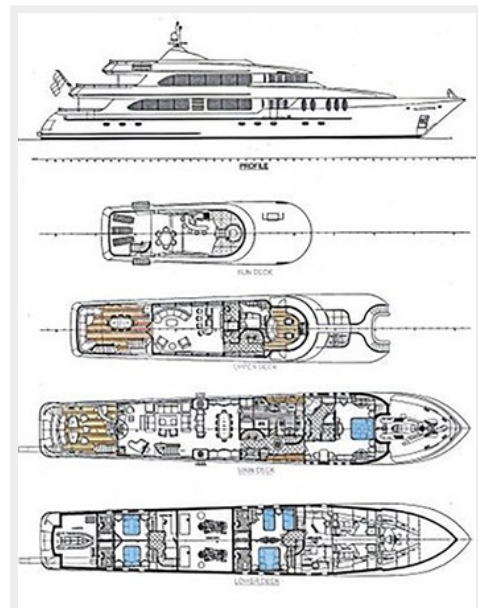 PROFILE
SUN DECK
UPPER DECK
MAIN DECK
LOWER DECK